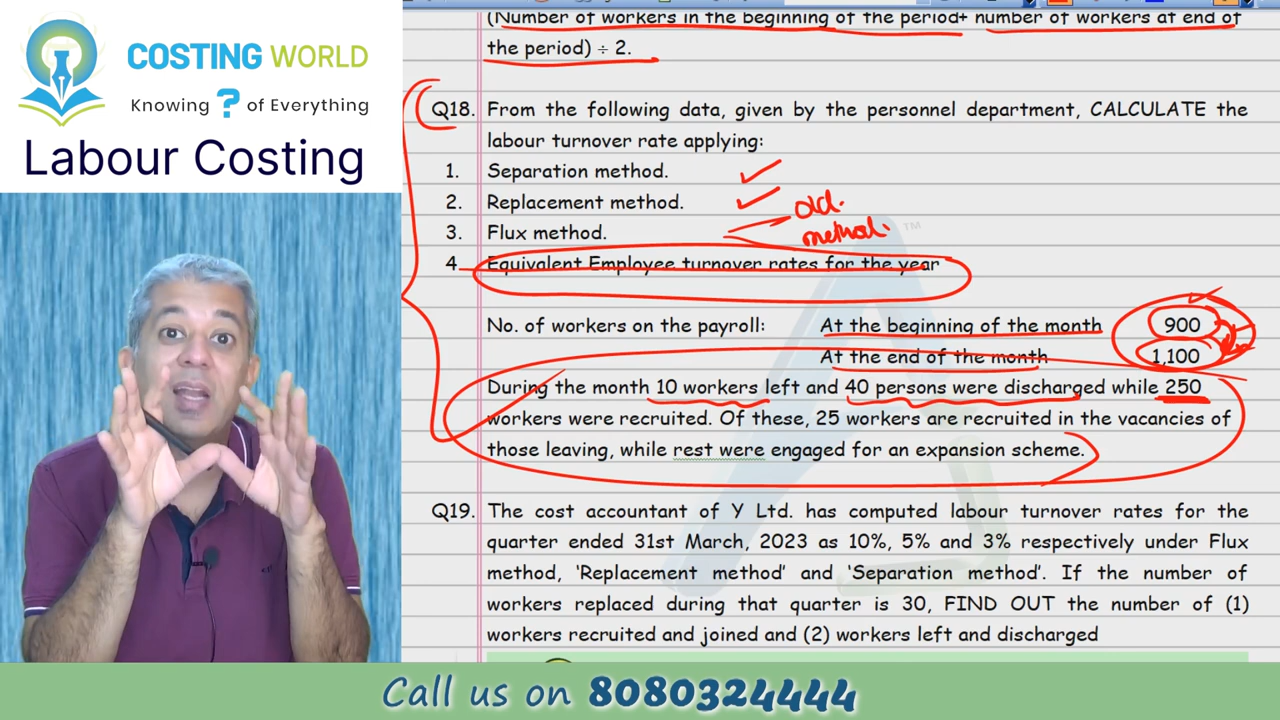 (Number of workers in the beginning of the period+ number of workers at end of
the period) ÷ 2.
COSTING WORLD
Knowing ? of Everything
Labour Costing
Q18. From the following data, given by the personnel department, CALCULATE the
labour turnover rate applying:
1. Separation method.
2. Replacement method.
3. Flux method.
old
method.
4. Equivalent Employee turnover rates for the year
No. of workers on the payroll: At the beginning of the month 900
At the end of the month 1,100
During the month 10 workers left and 40 persons were discharged while 250
workers were recruited. Of these, 25 workers are recruited in the vacancies of
those leaving, while rest were engaged for an expansion scheme.
TM
Q19. The cost accountant of Y Ltd. has computed labour turnover rates for the
quarter ended 31st March, 2023 as 10%, 5% and 3% respectively under Flux
method, ‘Replacement method’ and ‘Separation method’. If the number of
workers replaced during that quarter is 30, FIND OUT the number of (1)
workers recruited and joined and (2) workers left and discharged
Call us on 8080324444